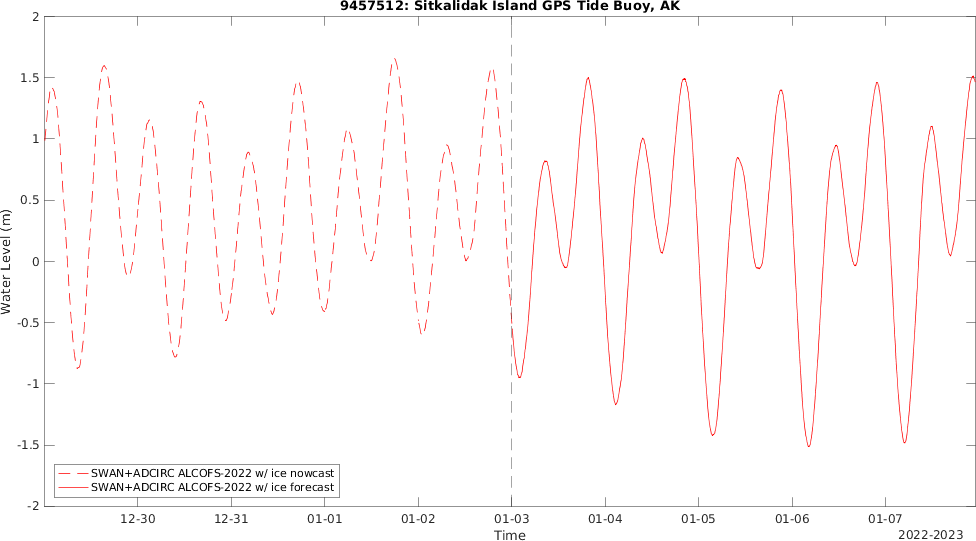 9457512: Sitkalidak Island GPS Tide Buoy, AK
2
1.5
1
0.5
0
-0.5
-1
-1.5
-2
Water Level (m)
SWAN+ADCIRC ALCOFS-2022 w/ ice nowcast
SWAN+ADCIRC ALCOFS-2022 w/ ice forecast
12-30 12-31 01-01 01-02 01-03 01-04 01-05 01-06 01-07
Time
2022-2023